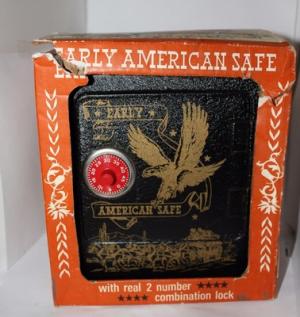 EARLY AMERICAN SAFE
EARLY
AMERICAN SAFE
with real 2 number ★★★★
★★★★ combination lock